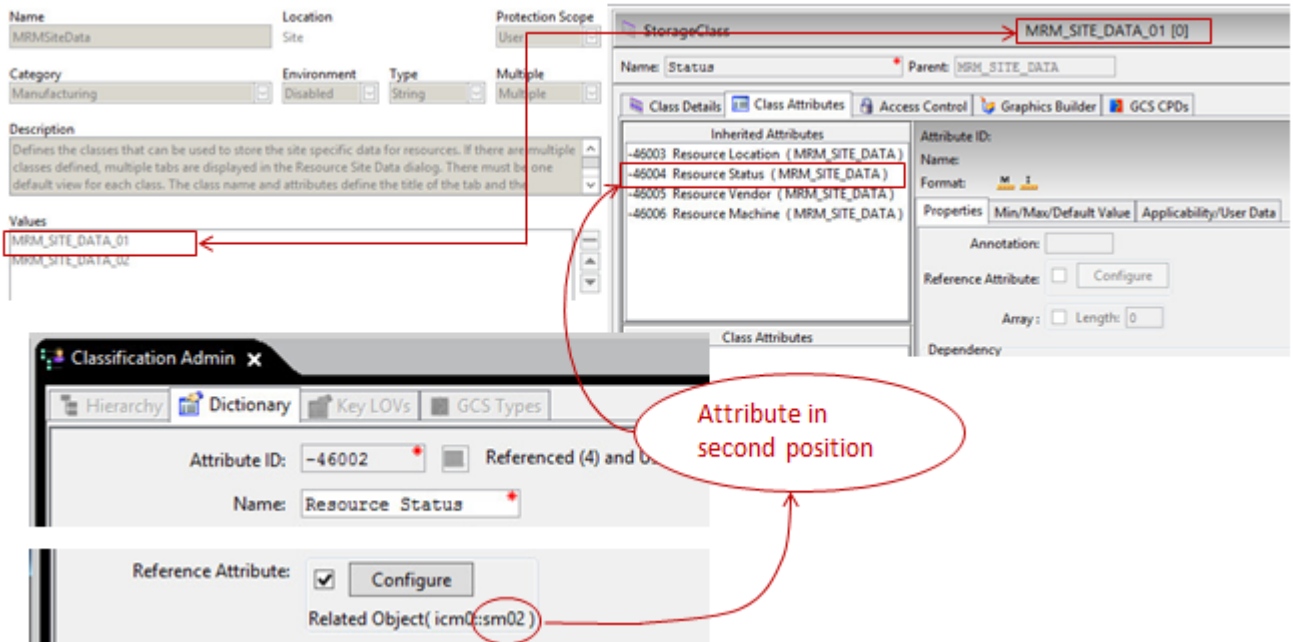 Name Location Protection Scope
MRMSiteData Site User
Category Environment Type Multiple
Manufacturing Disabled String Multiple
Description
Defines the classes that can be used to store the site specific data for resources. If there are multiple
classes defined, multiple tabs are displayed in the Resource Site Data dialog. There must be one
default view for each class. The class name and attributes define the title of the tab and the
Values
MRM_SITE_DATA_01
MRM_SITE_DATA_02
StorageClass MRM_SITE_DATA_01 [0]
Name: Status * Parent: MRM_SITE_DATA
Class Details Class Attributes Access Control Graphics Builder GCS CPDs
Inherited Attributes
-46003 Resource Location ( MRM_SITE_DATA )
-46004 Resource Status ( MRM_SITE_DATA )
-46005 Resource Vendor ( MRM_SITE_DATA )
-46006 Resource Machine ( MRM_SITE_DATA )
Class Attributes
Attribute ID:
Name:
Format: M I
Properties Min/Max/Default Value Applicability/User Data
Annotation:
Reference Attribute: Configure
Array : Length: 0
Dependency
Classification Admin
Hierarchy Dictionary Key LOVs GCS Types
Attribute ID: -46002 * Referenced (4) and
Name: Resource Status *
Reference Attribute: Configure
Related Object( icm0::sm02 )
Attribute in
second position